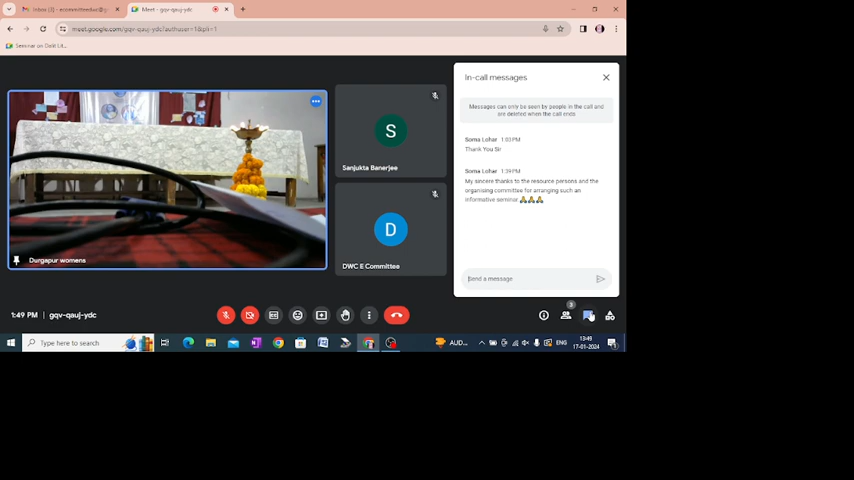 Inbox (3) - ecommitteedwc@g
Meet - gqv-qauj-ydc
meet.google.com/gqv-qauj-ydc?authuser=1&pli=1
Seminar on Dalit Lit...
In-call messages
Messages can only be seen by people in the call and
are deleted when the call ends
Soma Lohar 1:03 PM
Thank You Sir
Soma Lohar 1:39 PM
My sincere thanks to the resource persons and the
organising committee for arranging such an
informative seminar 🙏🙏🙏
Send a message
S
Sanjukta Banerjee
D
DWC E Committee
Durgapur womens
3
1:49 PM | gqv-qauj-ydc
Type here to search
AUD...
ENG
13:49
17-01-2024